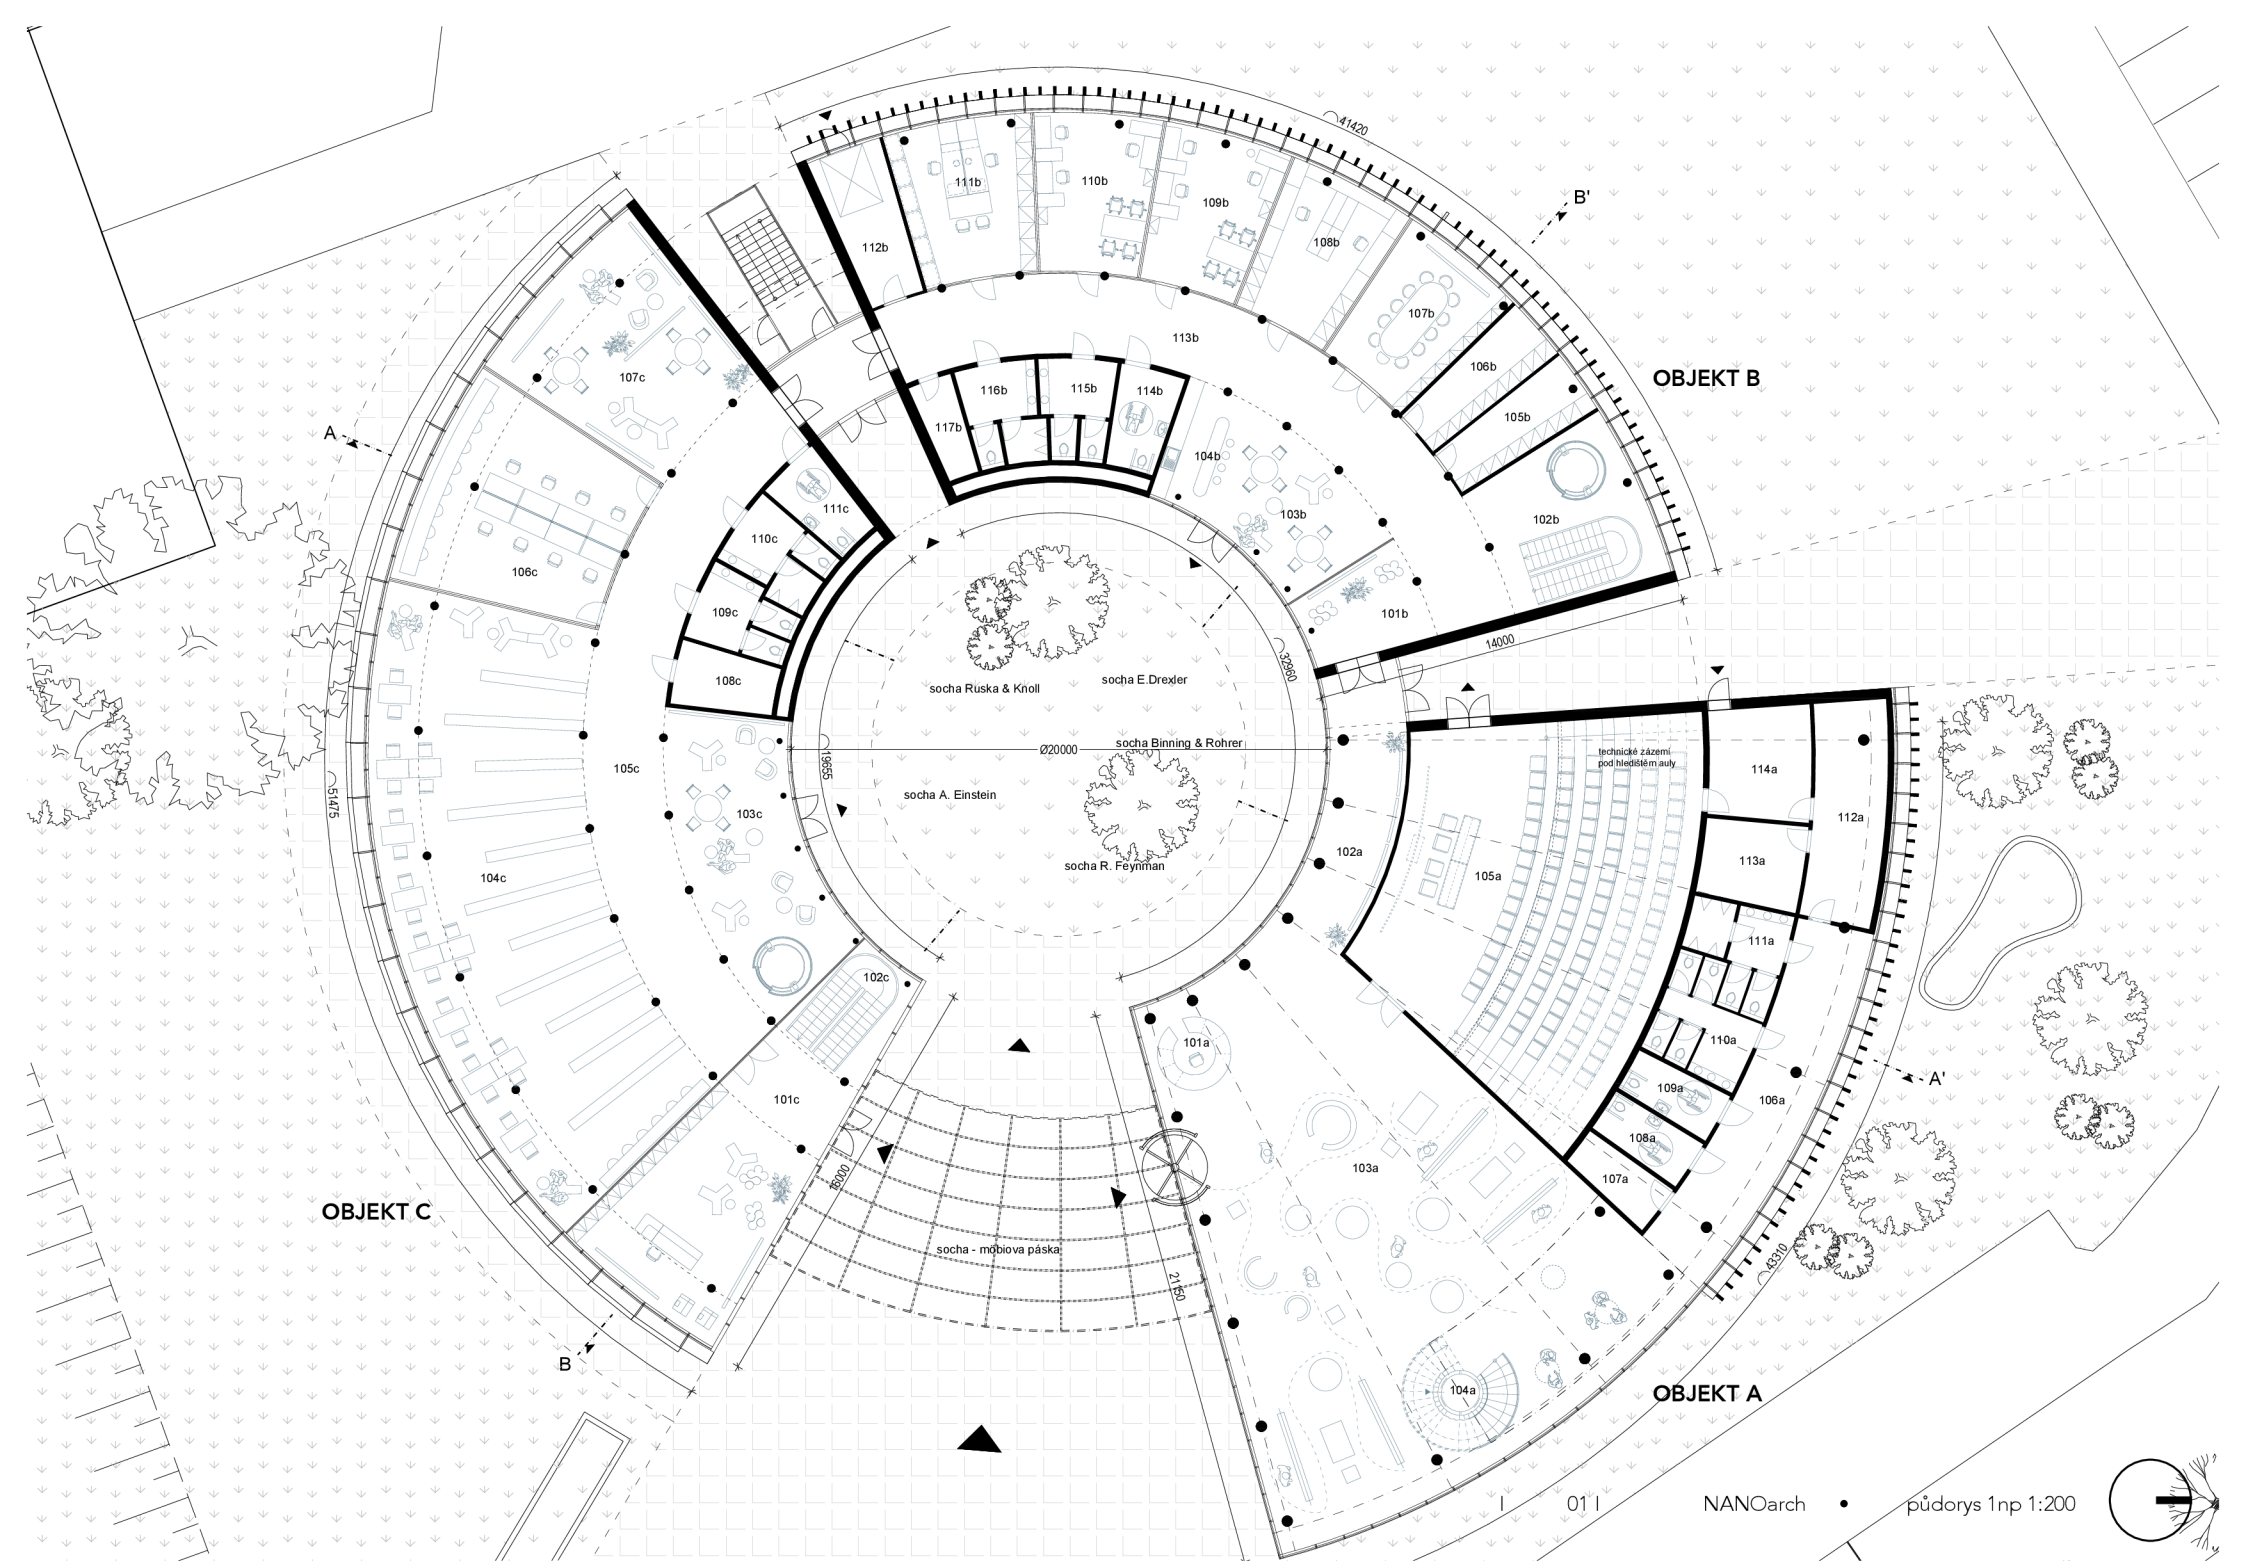 41420
B'
111b
110b
109b
108b
112b
107b
113b
106b
OBJEKT B
107c
116b
115b
114b
105b
117b
A
104b
111c
103b
102b
110c
106c
109c
101b
14000
32960
108c
socha Ruska & Knoll
socha E.Drexler
Ø20000
socha Binning & Rohrer
technické zázemí
pod hledištěm auly
105c
19655
114a
51475
socha A. Einstein
103c
112a
102a
113a
104c
socha R. Feynman
105a
111a
102c
101a
110a
A'
109a
106a
101c
108a
103a
16000
107a
OBJEKT C
socha - möbiova páska
43310
21150
B
104a
OBJEKT A
01
NANOarch
půdorys 1np 1:200